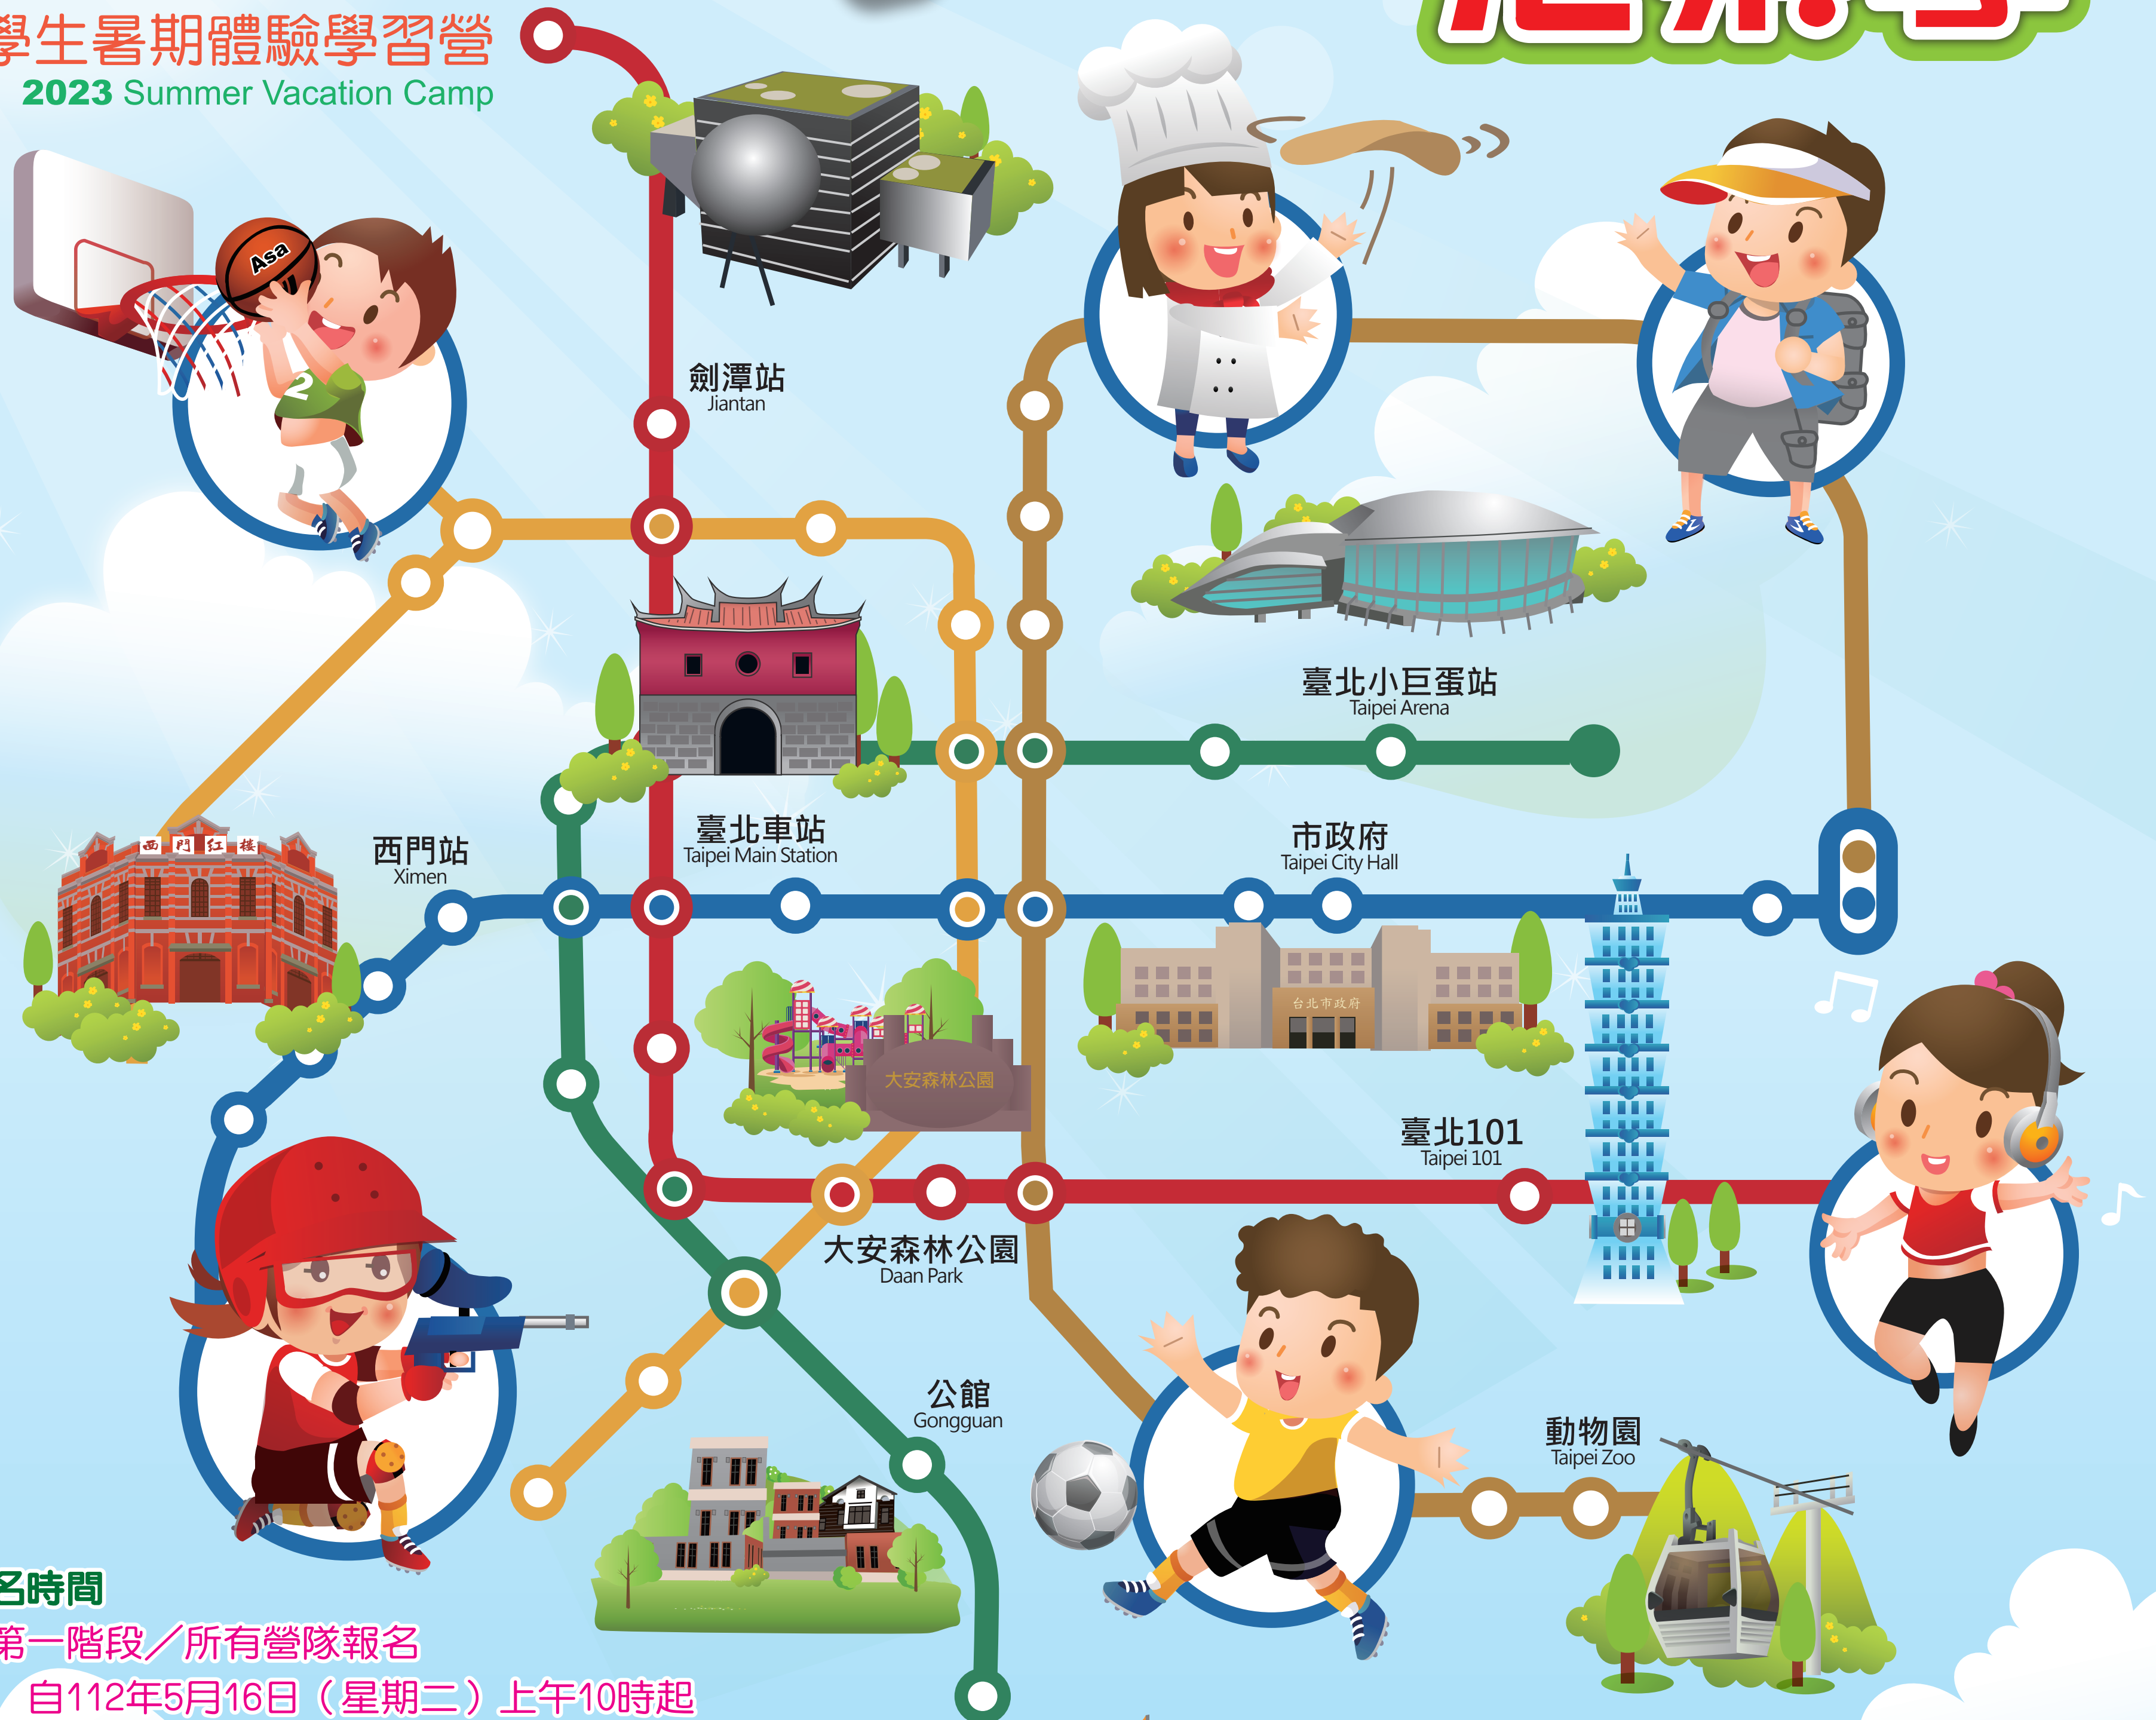 學生暑期體驗學習營
2023 Summer Vacation Camp
Asa
2
劍潭站
Jiantan
臺北小巨蛋站
Taipei Arena
西門紅楼
西門站
Ximen
臺北車站
Taipei Main Station
市政府
Taipei City Hall
台北市政府
大安森林公園
臺北101
Taipei 101
大安森林公園
Daan Park
公館
Gongguan
動物園
Taipei Zoo
名時間
第一階段／所有營隊報名
自112年5月16日（星期二）上午10時起